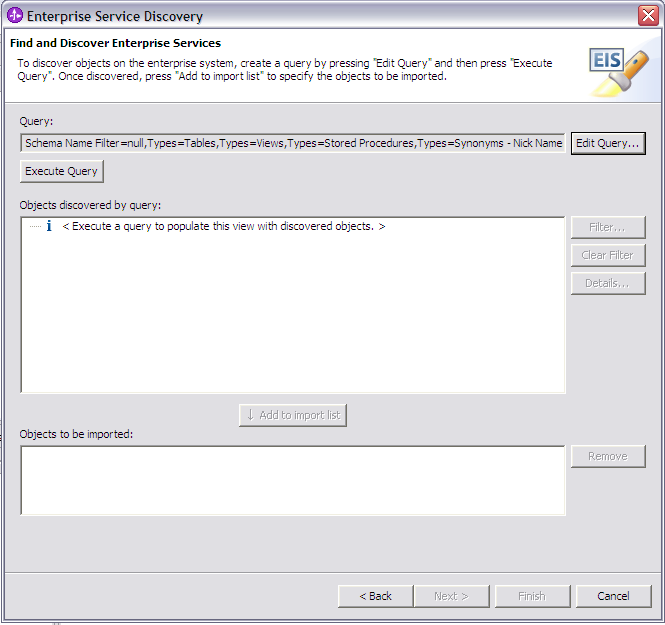 Enterprise Service Discovery
Find and Discover Enterprise Services
To discover objects on the enterprise system, create a query by pressing "Edit Query" and then press "Execute
Query". Once discovered, press "Add to import list" to specify the objects to be imported.
EIS
Query:
Schema Name Filter=null,Types=Tables,Types=Views,Types=Stored Procedures,Types=Synonyms - Nick Name
Edit Query...
Execute Query
Objects discovered by query:
< Execute a query to populate this view with discovered objects. >
Filter...
Clear Filter
Details...
↓ Add to import list
Objects to be imported:
Remove
< Back
Next >
Finish
Cancel